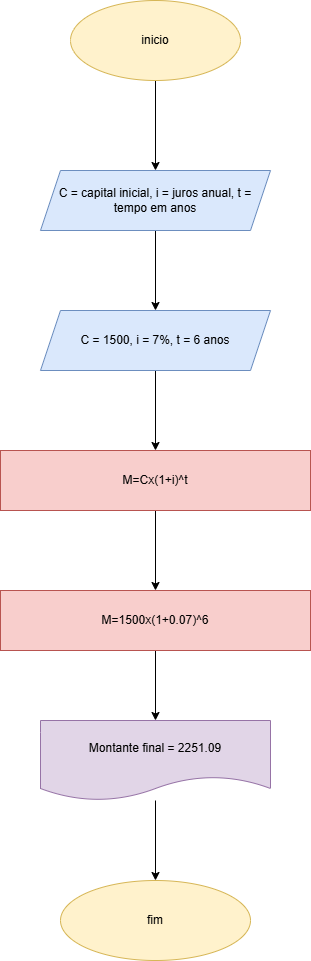 inicio
C = capital inicial, i = juros anual, t =
tempo em anos
C = 1500, i = 7%, t = 6 anos
M=Cx(1+i)^t
M=1500x(1+0.07)^6
Montante final = 2251.09
fim